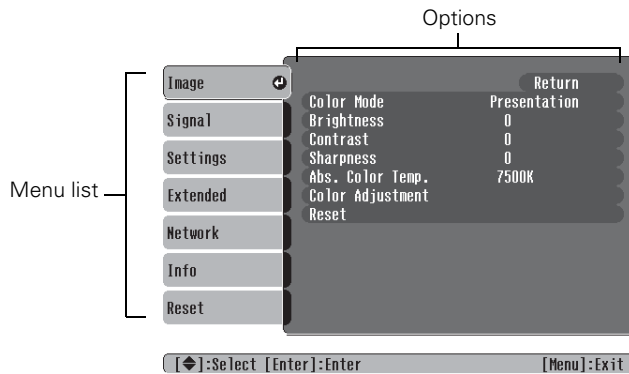 Options
Menu list
Image
Signal
Settings
Extended
Network
Info
Reset
Return
Color Mode Presentation
Brightness 0
Contrast 0
Sharpness 0
Abs. Color Temp. 7500K
Color Adjustment
Reset
[◆]:Select [Enter]:Enter [Menu]:Exit